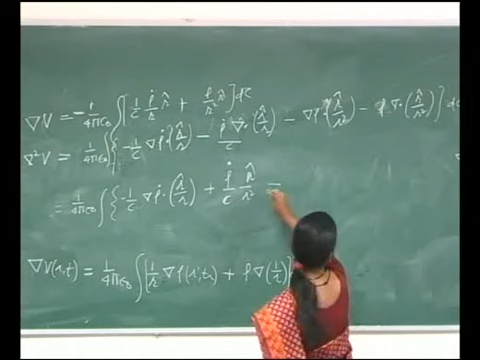 ∇V = -1/4πε₀ ∫ [1/c ρ̇/r r̂ + ρ/r² r̂] dτ
∇²V = 1/4πε₀ ∫ { -1/c ∇ρ̇·(r̂/r) - ρ̇/c ∇·(r̂/r) - ∇ρ·(r̂/r²) - ρ∇·(r̂/r²) } dτ
= 1/4πε₀ ∫ { -1/c ∇ρ̇·(r̂/r) + ρ̇/c r̂/r² -
∇V(r,t) = 1/4πε₀ ∫ [1/r ∇ρ(r',tᵣ) + ρ∇(1/r)]